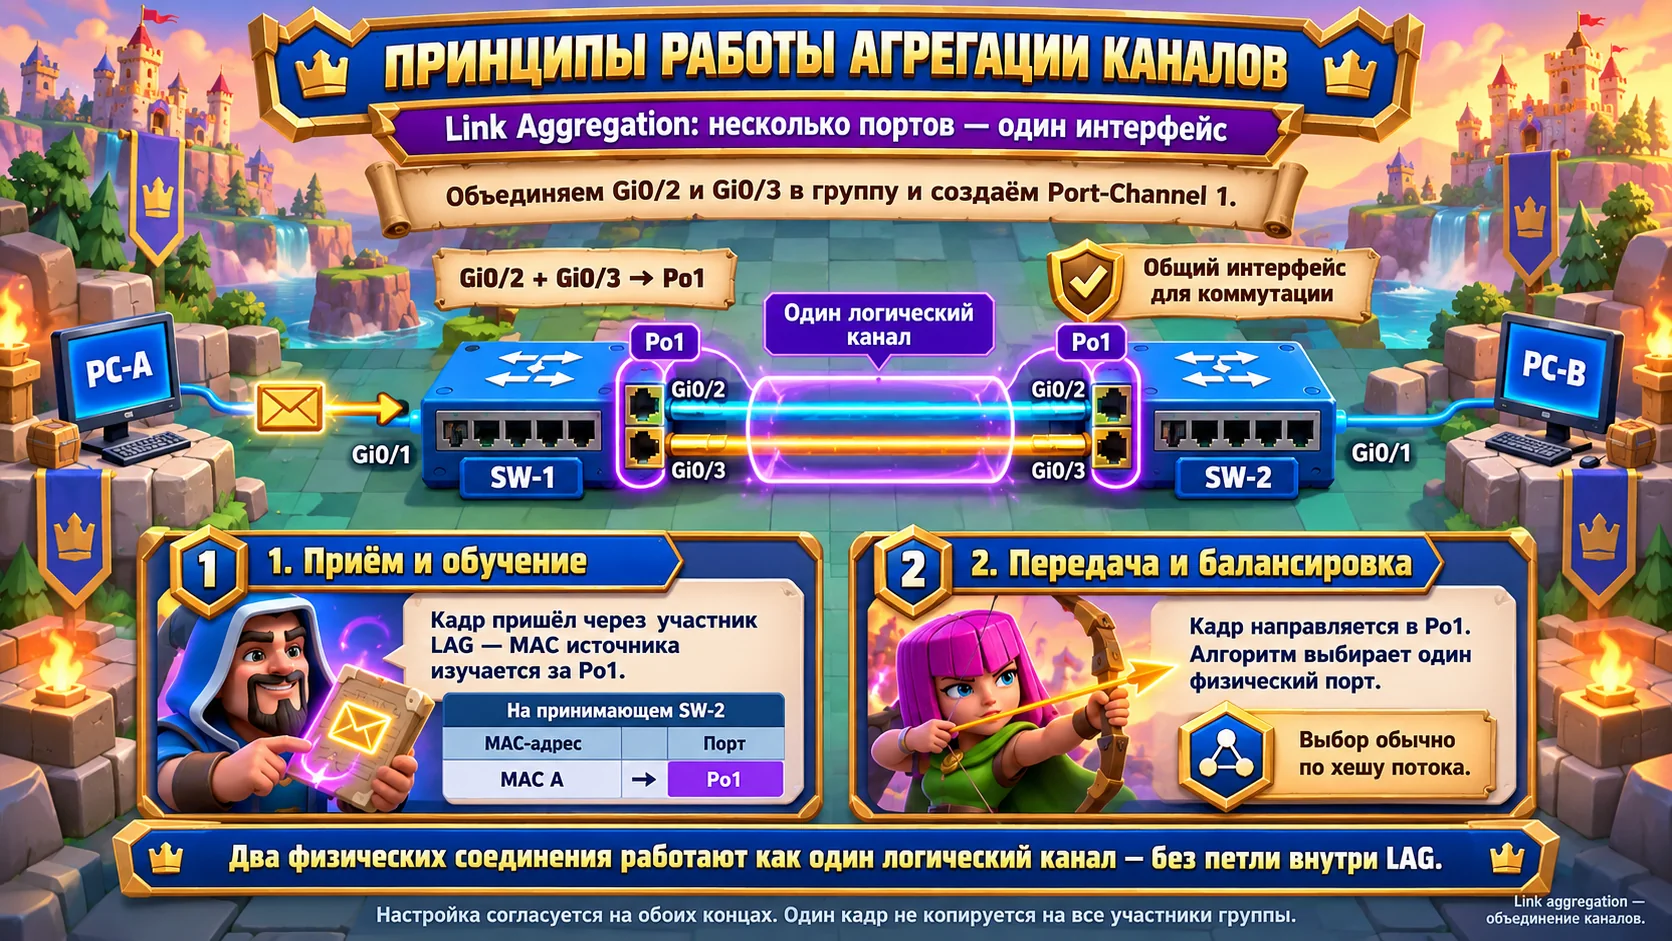 ПРИНЦИПЫ РАБОТЫ АГРЕГАЦИИ КАНАЛОВ
Link Aggregation: несколько портов — один интерфейс
Объединяем Gi0/2 и Gi0/3 в группу и создаём Port-Channel 1.
Gi0/2 + Gi0/3 → Po1
Общий интерфейс
для коммутации
Один логический
канал
PC-A
Gi0/1
SW-1
Po1
Gi0/2
Gi0/3
Po1
Gi0/2
Gi0/3
SW-2
Gi0/1
PC-B
1
1. Приём и обучение
Кадр пришёл через участник
LAG — MAC источника
изучается за Po1.
На принимающем SW-2
MAC-адрес Порт
MAC A → Po1
2
2. Передача и балансировка
Кадр направляется в Po1.
Алгоритм выбирает один
физический порт.
Выбор обычно
по хешу потока.
Два физических соединения работают как один логический канал — без петли внутри LAG.
Настройка согласуется на обоих концах. Один кадр не копируется на все участники группы.
Link aggregation —
объединение каналов.